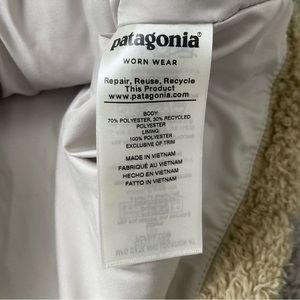 patagonia®
WORN WEAR
Repair, Reuse, Recycle
This Product
www.patagonia.com
BODY:
70% POLYESTER, 30% RECYCLED
POLYESTER
LINING:
100% POLYESTER
EXCLUSIVE OF TRIM
MADE IN VIETNAM
FABRIQUÉ AU VIETNAM
HECHO EN VIETNAM
FATTO IN VIETNAM